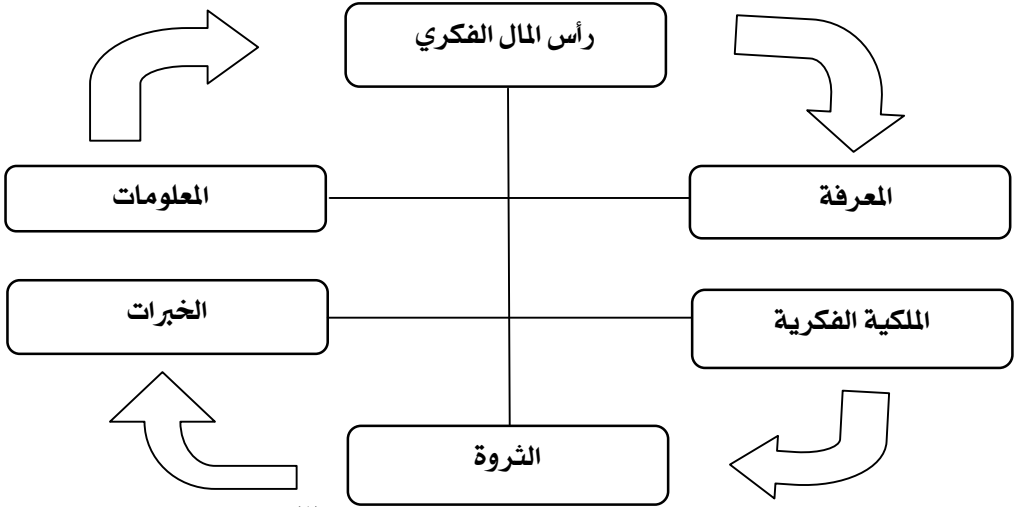 رأس المال الفكري
المعرفة
المعلومات
الملكية الفكرية
الخبرات
الثروة